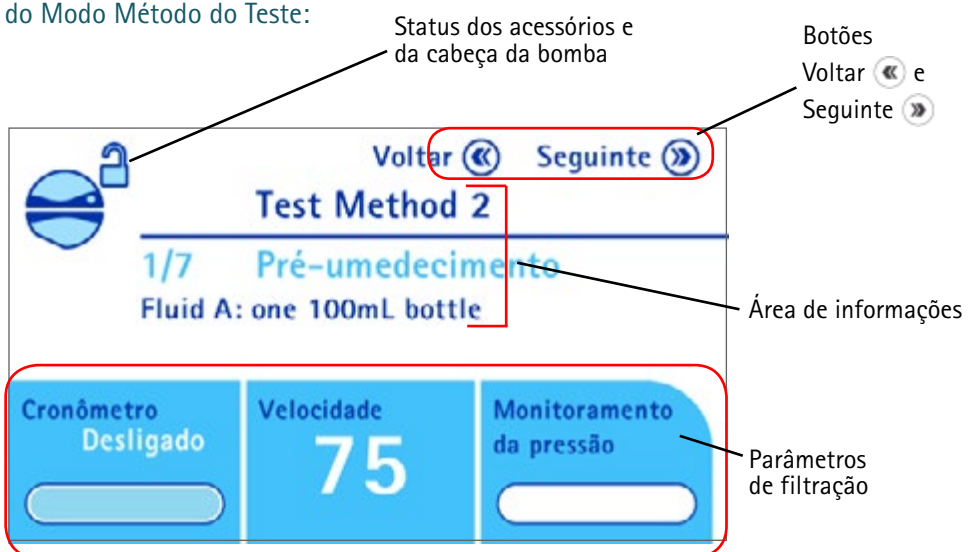 do Modo Método do Teste:
Status dos acessórios e
da cabeça da bomba
Botões
Voltar « e
Seguinte »
Voltar « Seguinte »
Test Method 2
1/7 Pré-umedecimento
Fluid A: one 100mL bottle
Área de informações
Cronômetro
Desligado
Velocidade
75
Monitoramento
da pressão
Parâmetros
de filtração